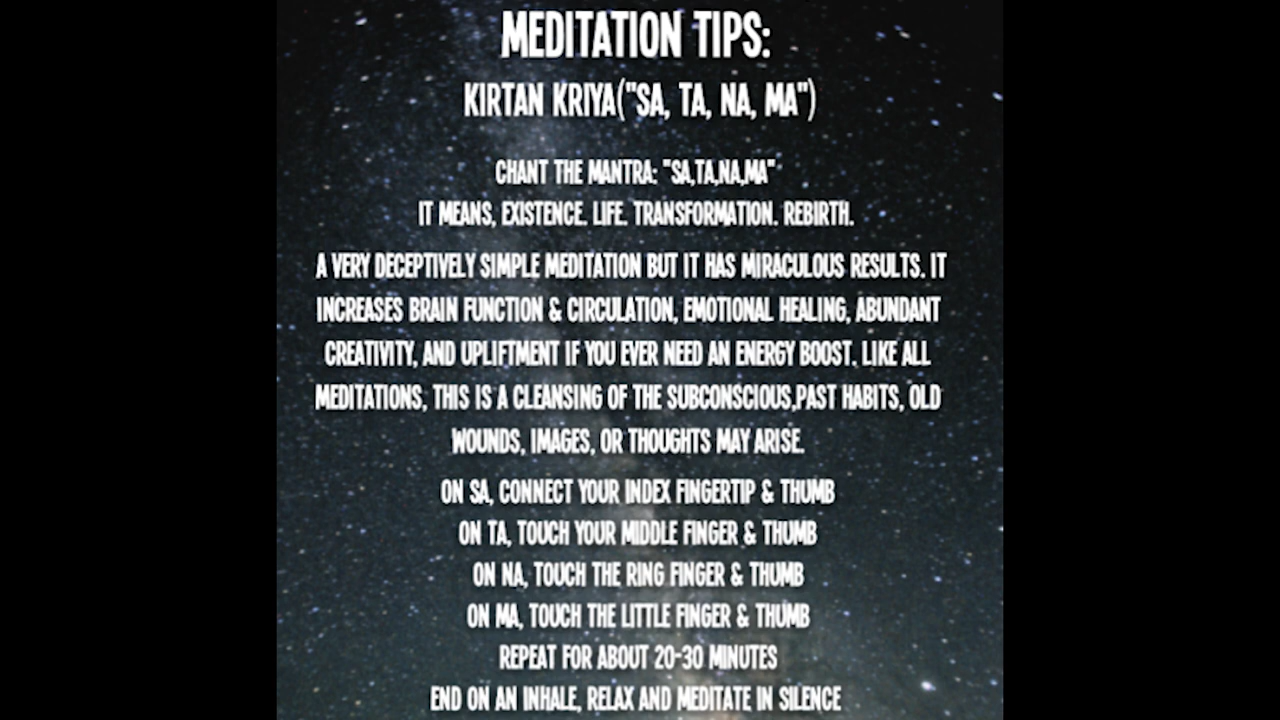 MEDITATION TIPS:
KIRTAN KRIYA("SA, TA, NA, MA")
CHANT THE MANTRA: "SA,TA,NA,MA"
IT MEANS, EXISTENCE. LIFE. TRANSFORMATION. REBIRTH.
A VERY DECEPTIVELY SIMPLE MEDITATION BUT IT HAS MIRACULOUS RESULTS. IT
INCREASES BRAIN FUNCTION & CIRCULATION, EMOTIONAL HEALING, ABUNDANT
CREATIVITY, AND UPLIFTMENT IF YOU EVER NEED AN ENERGY BOOST. LIKE ALL
MEDITATIONS, THIS IS A CLEANSING OF THE SUBCONSCIOUS,PAST HABITS, OLD
WOUNDS, IMAGES, OR THOUGHTS MAY ARISE.
ON SA, CONNECT YOUR INDEX FINGERTIP & THUMB
ON TA, TOUCH YOUR MIDDLE FINGER & THUMB
ON NA, TOUCH THE RING FINGER & THUMB
ON MA, TOUCH THE LITTLE FINGER & THUMB
REPEAT FOR ABOUT 20-30 MINUTES
END ON AN INHALE, RELAX AND MEDITATE IN SILENCE